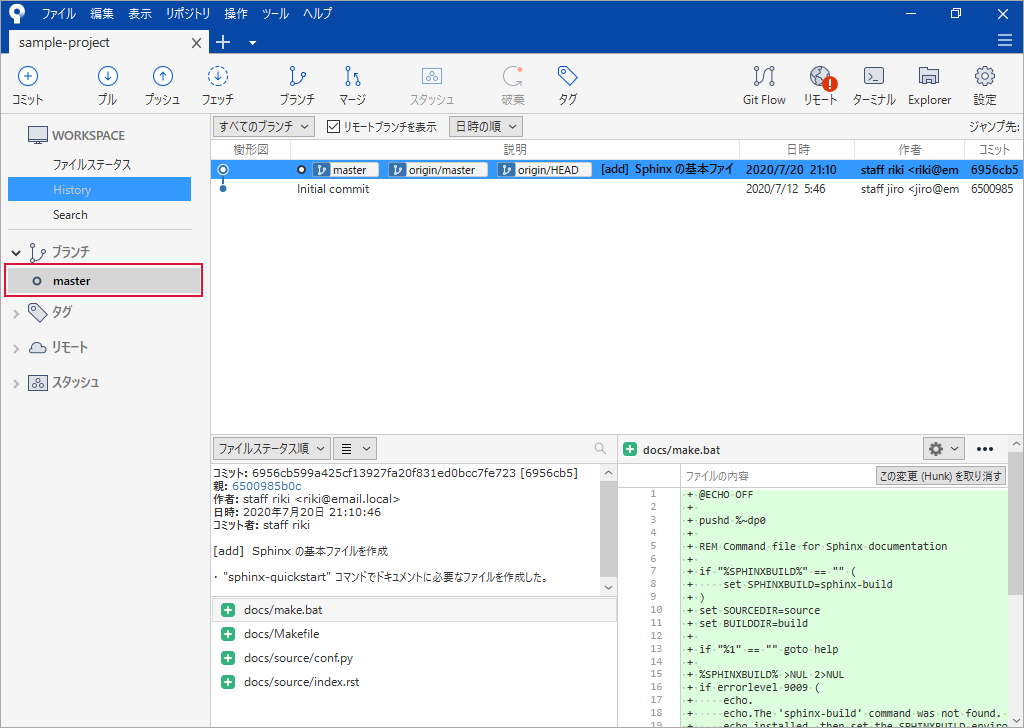 ファイル 編集 表示 リポジトリ 操作 ツール ヘルプ
sample-project
コミット プル プッシュ フェッチ ブランチ マージ スタッシュ 破棄 タグ Git Flow リモート ターミナル Explorer 設定
WORKSPACE
ファイルステータス
History
Search
ブランチ
master
タグ
リモート
スタッシュ
すべてのブランチ リモートブランチを表示 日時の順 ジャンプ先:
樹形図 説明 日時 作者 コミット
master origin/master origin/HEAD [add] Sphinx の基本ファイ 2020/7/20 21:10 staff riki <riki@em 6956cb5
Initial commit 2020/7/12 5:46 staff jiro <jiro@em 6500985
ファイルステータス順
コミット: 6956cb599a425cf13927fa20f831ed0bcc7fe723 [6956cb5]
親: 6500985b0c
作者: staff riki <riki@email.local>
日時: 2020年7月20日 21:10:46
コミット者: staff riki
[add] Sphinx の基本ファイルを作成
・ "sphinx-quickstart" コマンドでドキュメントに必要なファイルを作成した。
docs/make.bat
docs/Makefile
docs/source/conf.py
docs/source/index.rst
docs/make.bat
ファイルの内容 この変更 (Hunk) を取り消す
1 + @ECHO OFF
2 +
3 + pushd %~dp0
4 +
5 + REM Command file for Sphinx documentation
6 +
7 + if "%SPHINXBUILD%" == "" (
8 + set SPHINXBUILD=sphinx-build
9 + )
10 + set SOURCEDIR=source
11 + set BUILDDIR=build
12 +
13 + if "%1" == "" goto help
14 +
15 + %SPHINXBUILD% >NUL 2>NUL
16 + if errorlevel 9009 (
17 + echo.
18 + echo.The 'sphinx-build' command was not found.
19 + echo installed, then set the SPHINXBUILD enviro